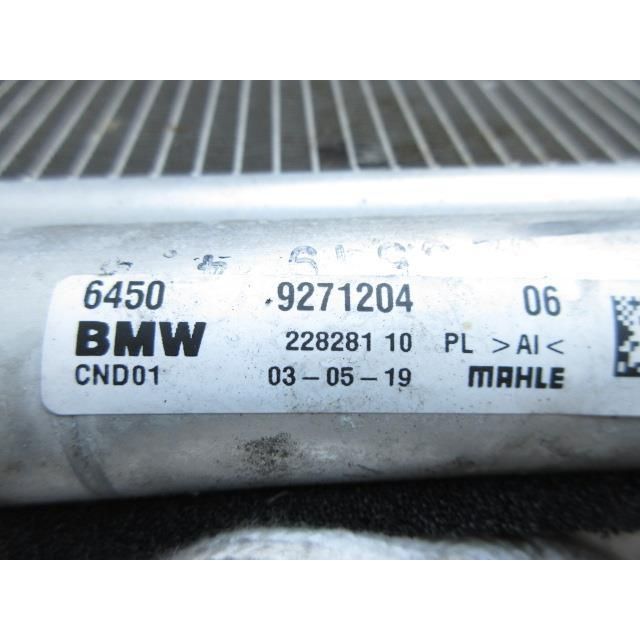 6450 9271204 06
BMW 228281 10 PL >Al<
CND01 03-05-19 MAHLE